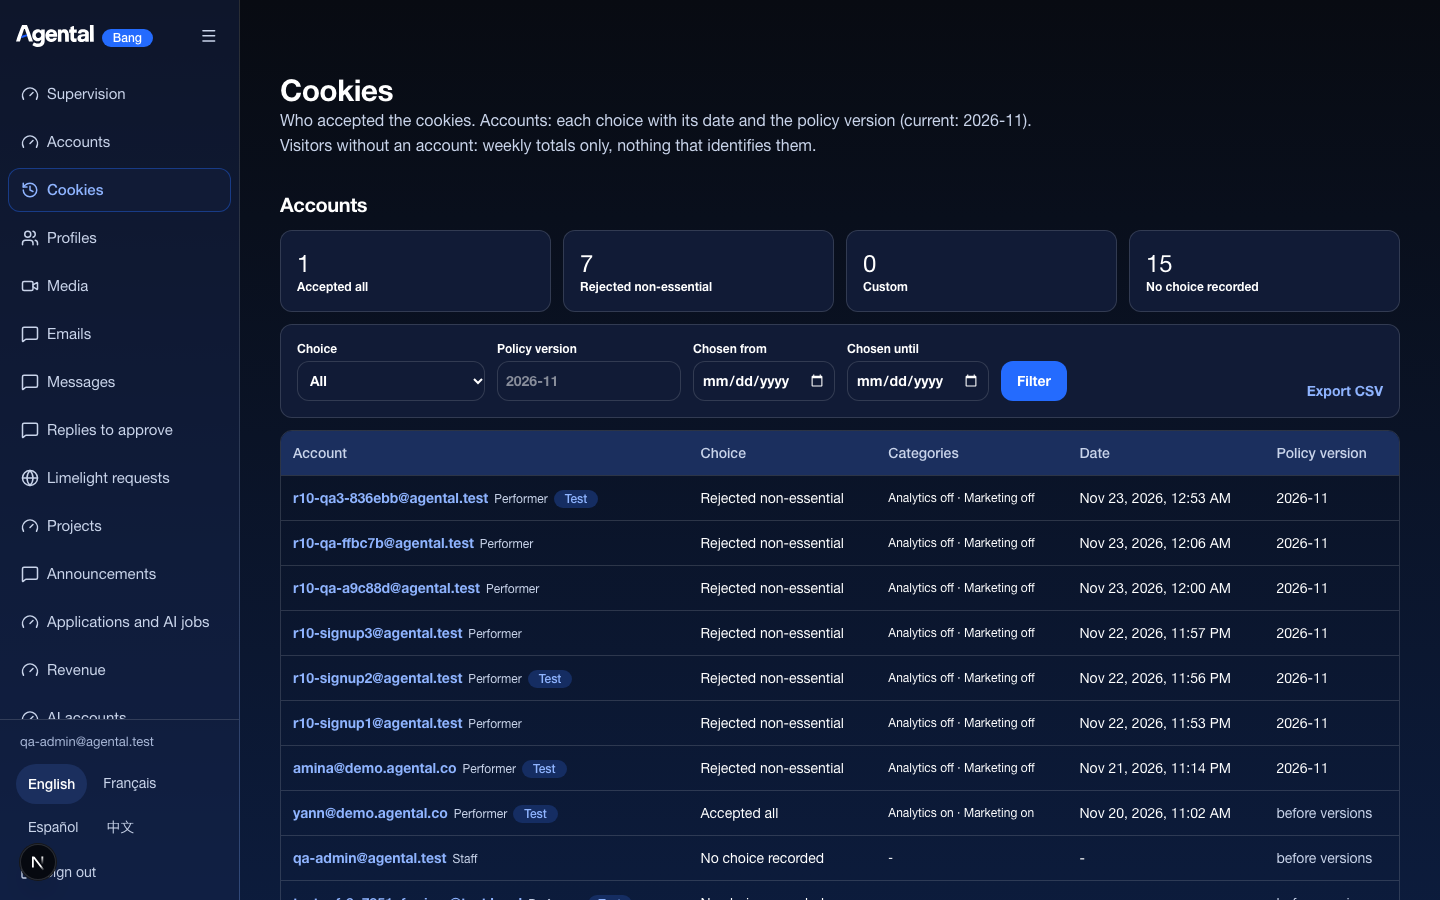 Agental Bang
Supervision
Accounts
Cookies
Profiles
Media
Emails
Messages
Replies to approve
Limelight requests
Projects
Announcements
Applications and AI jobs
Revenue
AI accounts
qa-admin@agental.test
English Français
Español 中文
N
ign out
Cookies
Who accepted the cookies. Accounts: each choice with its date and the policy version (current: 2026-11).
Visitors without an account: weekly totals only, nothing that identifies them.
Accounts
1
Accepted all
7
Rejected non-essential
0
Custom
15
No choice recorded
Choice Policy version Chosen from Chosen until
All 2026-11 mm/dd/yyyy mm/dd/yyyy Filter
Export CSV
Account Choice Categories Date Policy version
r10-qa3-836ebb@agental.test Performer Test Rejected non-essential Analytics off · Marketing off Nov 23, 2026, 12:53 AM 2026-11
r10-qa-ffbc7b@agental.test Performer Rejected non-essential Analytics off · Marketing off Nov 23, 2026, 12:06 AM 2026-11
r10-qa-a9c88d@agental.test Performer Rejected non-essential Analytics off · Marketing off Nov 23, 2026, 12:00 AM 2026-11
r10-signup3@agental.test Performer Rejected non-essential Analytics off · Marketing off Nov 22, 2026, 11:57 PM 2026-11
r10-signup2@agental.test Performer Test Rejected non-essential Analytics off · Marketing off Nov 22, 2026, 11:56 PM 2026-11
r10-signup1@agental.test Performer Rejected non-essential Analytics off · Marketing off Nov 22, 2026, 11:53 PM 2026-11
amina@demo.agental.co Performer Test Rejected non-essential Analytics off · Marketing off Nov 21, 2026, 11:14 PM 2026-11
yann@demo.agental.co Performer Test Accepted all Analytics on · Marketing on Nov 20, 2026, 11:02 AM before versions
qa-admin@agental.test Staff No choice recorded - - before versions